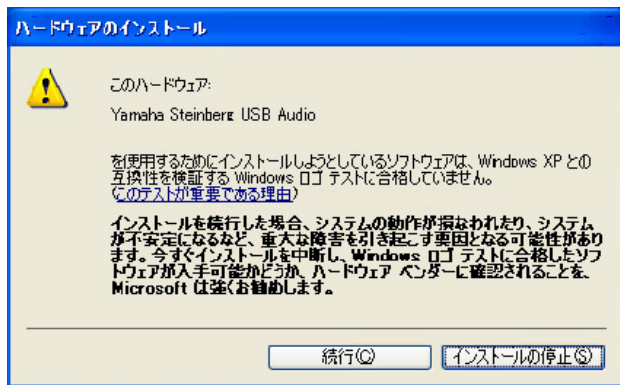 ハードウェアのインストール
このハードウェア:
Yamaha Steinberg USB Audio
を使用するためにインストールしようとしているソフトウェアは、Windows XP との
互換性を検証する Windows ロゴ テストに合格していません。
(このテストが重要である理由)
インストールを続行した場合、システムの動作が損なわれたり、システム
が不安定になるなど、重大な障害を引き起こす要因となる可能性があり
ます。今すぐインストールを中断し、Windows ロゴ テストに合格したソフ
トウェアが入手可能かどうか、ハードウェア ベンダーに確認されることを、
Microsoft は強くお勧めします。
続行(C)
インストールの停止(S)